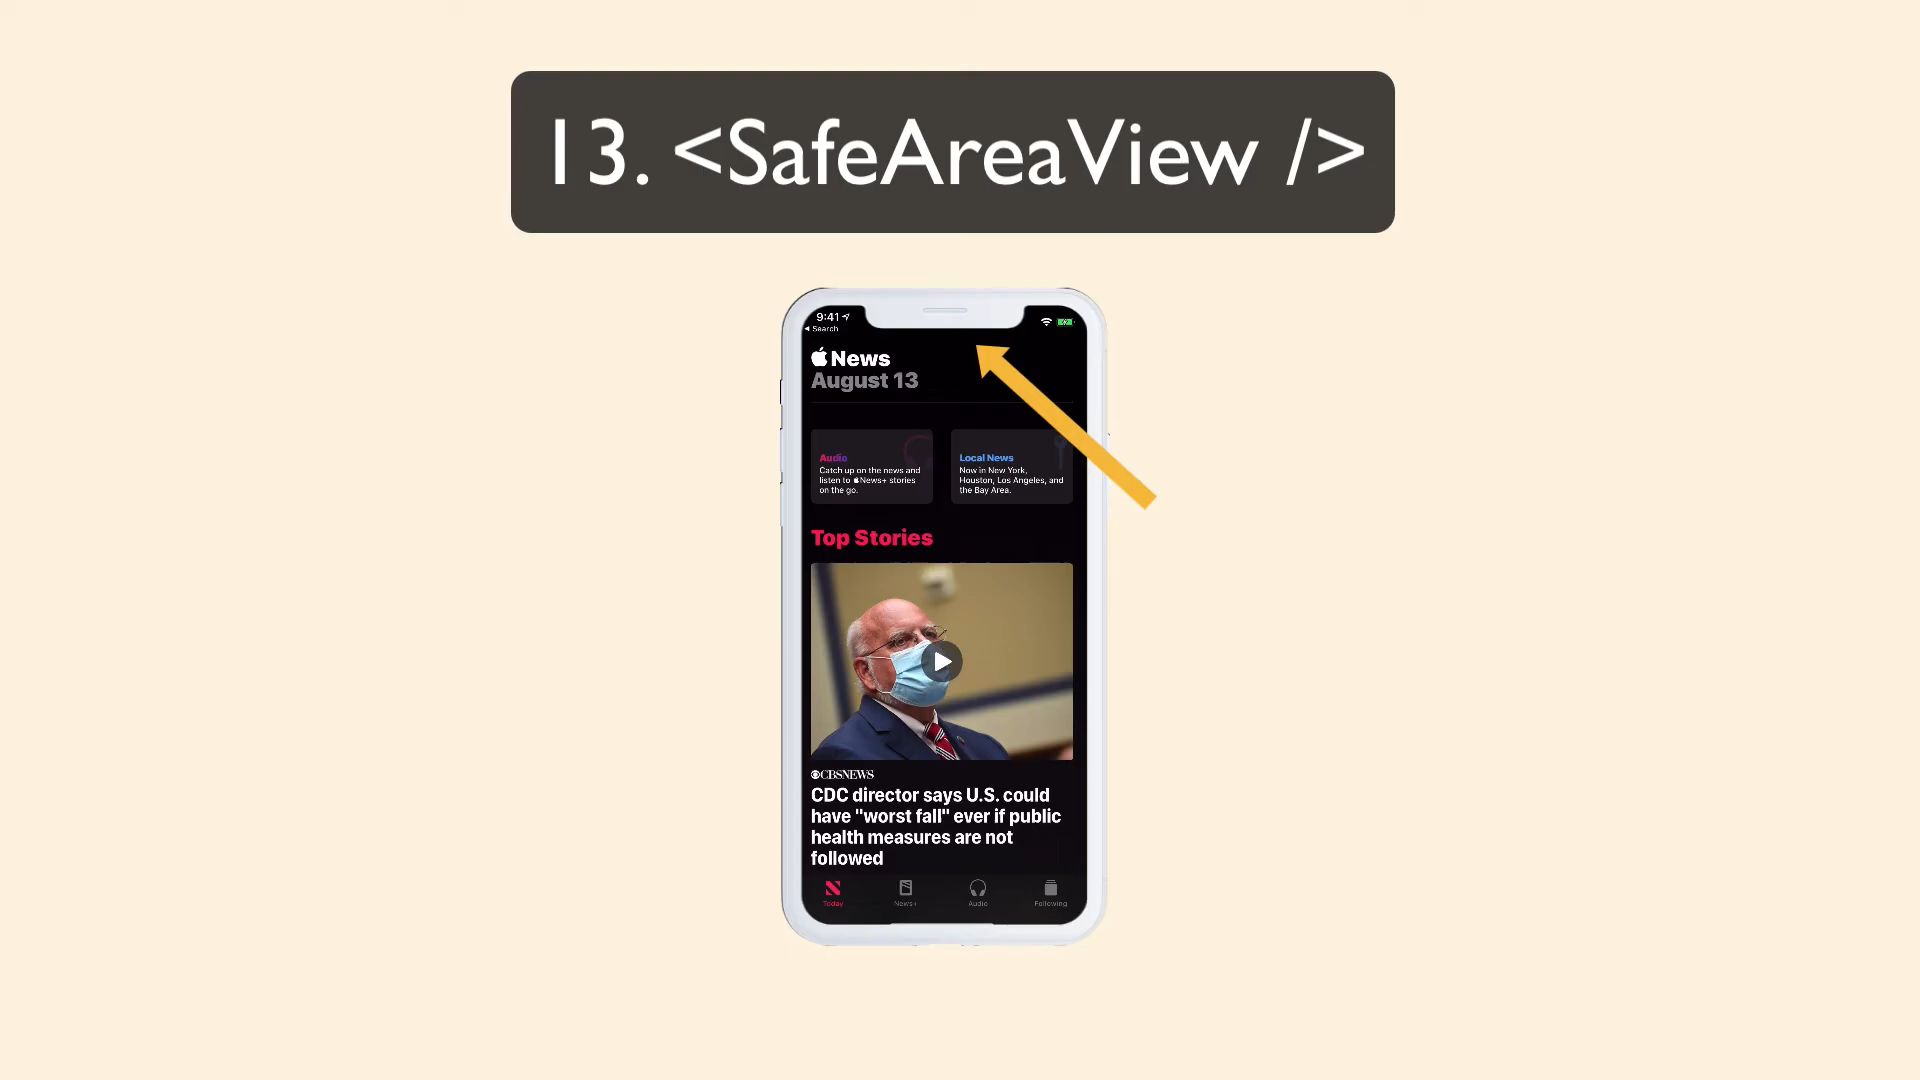 13. <SafeAreaView />
9:41
Search
News
August 13
Audio
Catch up on the news and
listen to News+ stories
on the go.
Local News
Now in New York,
Houston, Los Angeles, and
the Bay Area.
Top Stories
CBSNEWS
CDC director says U.S. could
have "worst fall" ever if public
health measures are not
followed
Today
News+
Audio
Following